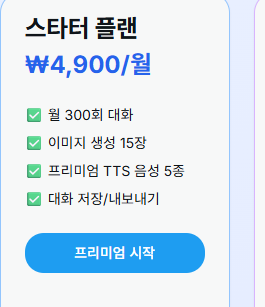 스타터 플랜
₩4,900/월
✅ 월 300회 대화
✅ 이미지 생성 15장
✅ 프리미엄 TTS 음성 5종
✅ 대화 저장/내보내기
프리미엄 시작